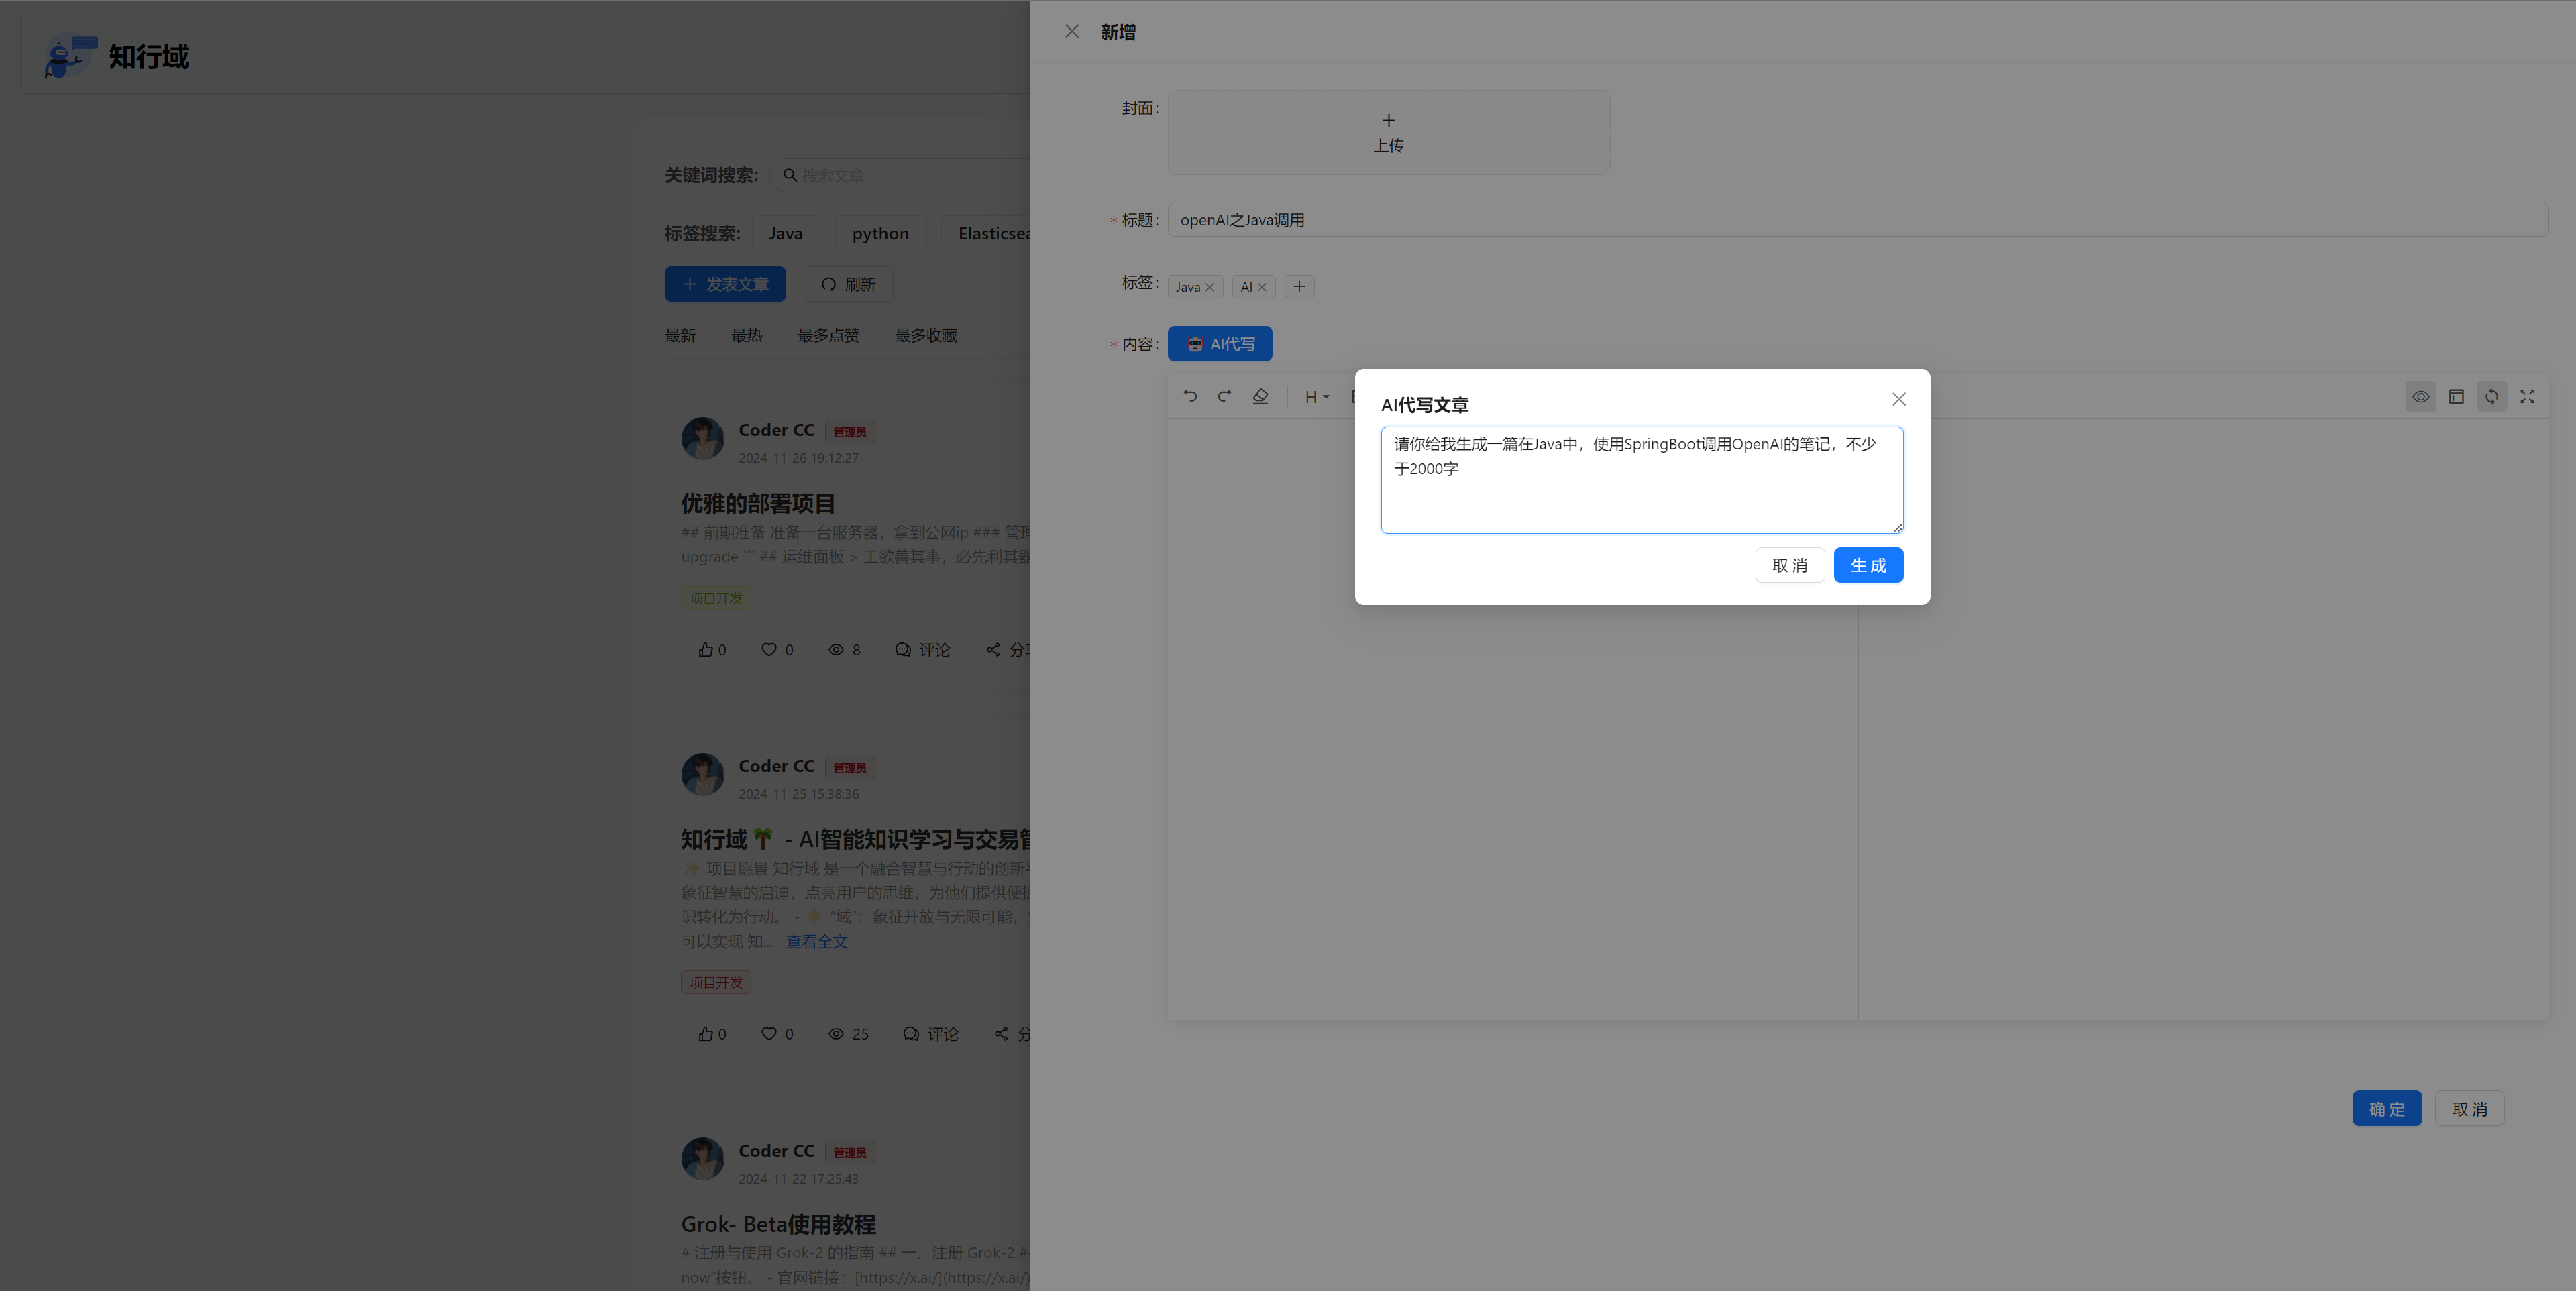 知行域
关键词搜索:
搜索文章
标签搜索:
Java
python
Elasticsea
发表文章
刷新
最新
最热
最多点赞
最多收藏
Coder CC
管理员
2024-11-26 19:12:27
优雅的部署项目
## 前期准备 准备一台服务器，拿到公网ip ### 管理
upgrade ``` ## 运维面板 > 工欲善其事，必先利其器
项目开发
0
0
8
评论
分享
Coder CC
管理员
2024-11-25 15:38:36
知行域🌴 - AI智能知识学习与交易管
✨ 项目愿景 知行域 是一个融合智慧与行动的创新平
象征智慧的启迪，点亮用户的思维，为他们提供便捷
识转化为行动。 - 🌟 "域"：象征开放与无限可能，
可以实现 知... 查看全文
项目开发
0
0
25
评论
分
Coder CC
管理员
2024-11-22 17:25:43
Grok- Beta使用教程
# 注册与使用 Grok-2 的指南 ## 一、注册 Grok-2 ##
now"按钮。 - 官网链接：[https://x.ai/](https://x.ai/)
新增
封面:
上传
* 标题:
openAI之Java调用
标签:
Java
AI
* 内容:
AI代写
H
AI代写文章
请你给我生成一篇在Java中，使用SpringBoot调用OpenAI的笔记，不少
于2000字
取 消
生 成
确 定
取 消